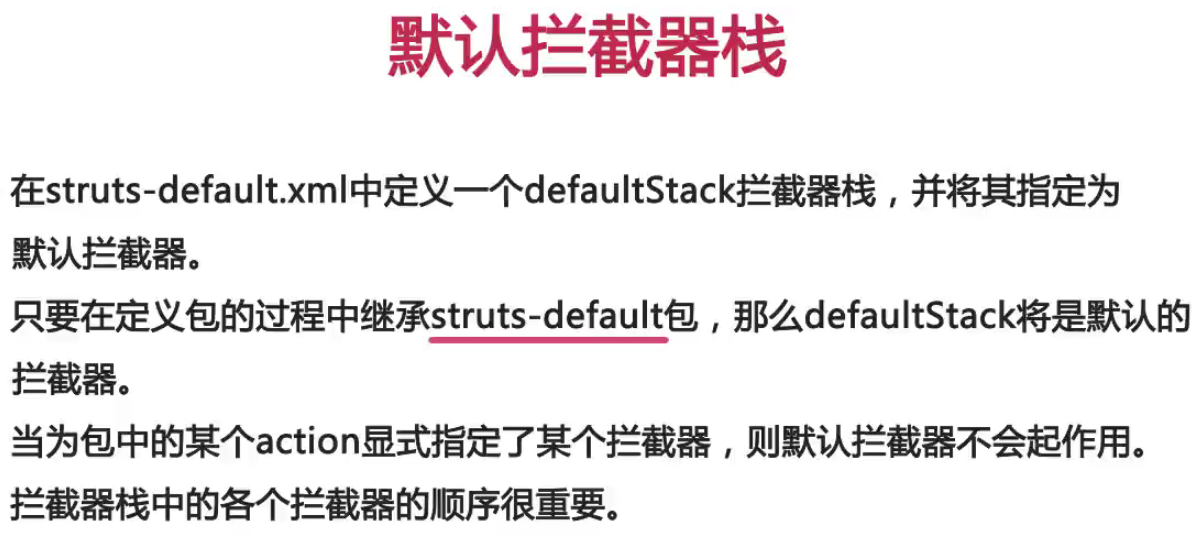 默认拦截器栈
在struts-default.xml中定义一个defaultStack拦截器栈，并将其指定为
默认拦截器。
只要在定义包的过程中继承struts-default包，那么defaultStack将是默认的
拦截器。
当为包中的某个action显式指定了某个拦截器，则默认拦截器不会起作用。
拦截器栈中的各个拦截器的顺序很重要。